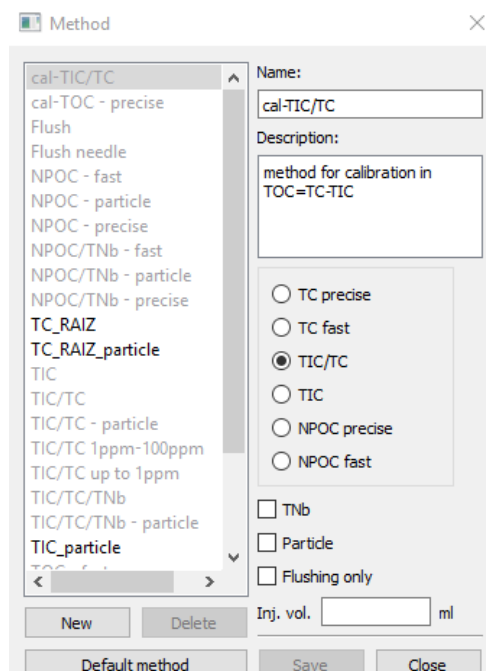 Method
cal-TIC/TC
cal-TOC - precise
Flush
Flush needle
NPOC - fast
NPOC - particle
NPOC - precise
NPOC/TNb - fast
NPOC/TNb - particle
NPOC/TNb - precise
TC_RAIZ
TC_RAIZ_particle
TIC
TIC/TC
TIC/TC - particle
TIC/TC 1ppm-100ppm
TIC/TC up to 1ppm
TIC/TC/TNb
TIC/TC/TNb - particle
TIC_particle
New
Delete
Default method
Name:
cal-TIC/TC
Description:
method for calibration in
TOC=TC-TIC
TC precise
TC fast
TIC/TC
TIC
NPOC precise
NPOC fast
TNb
Particle
Flushing only
Inj. vol.
ml
Save
Close